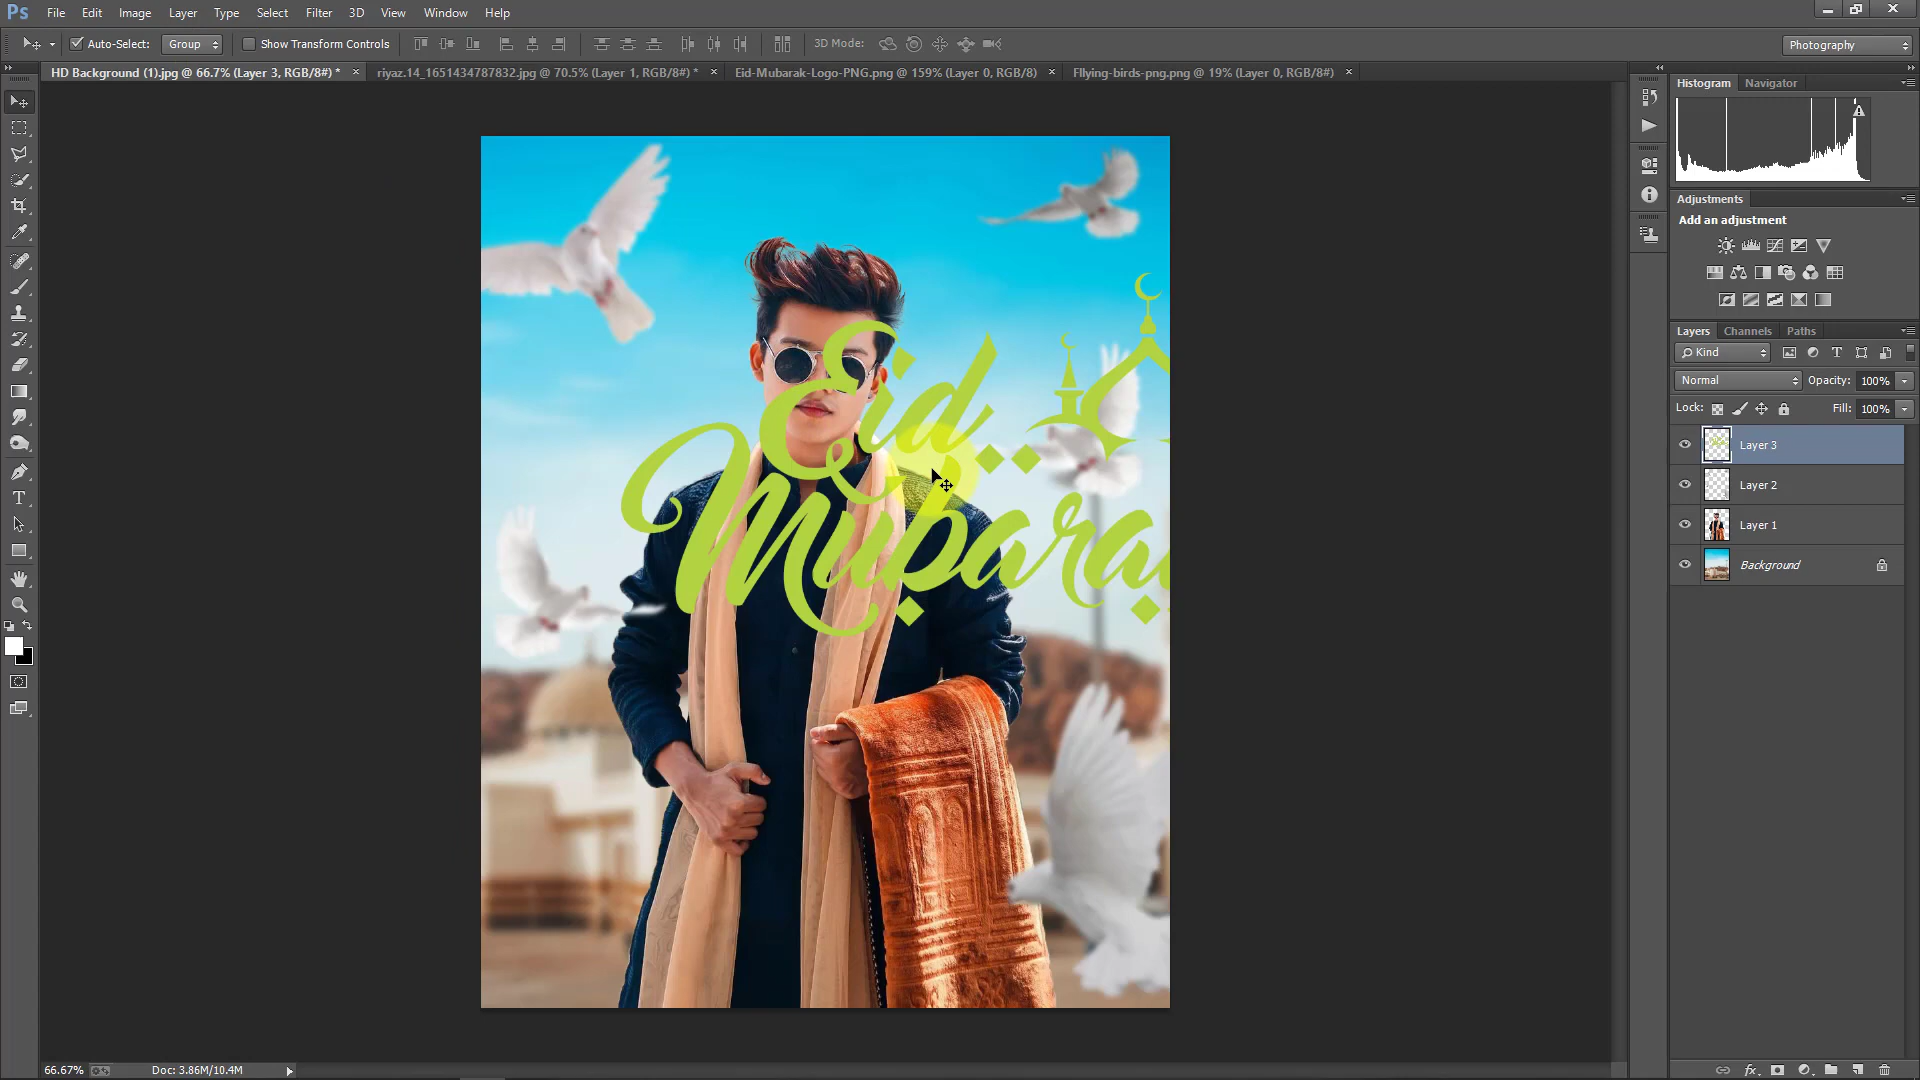 Ps File Edit Image Layer Type Select Filter 3D View Window Help
Auto-Select: Group Show Transform Controls 3D Mode: Photography
HD Background (1).jpg @ 66.7% (Layer 3, RGB/8#) * × riyaz.14_1651434787832.jpg @ 70.5% (Layer 1, RGB/8#) * × Eid-Mubarak-Logo-PNG.png @ 159% (Layer 0, RGB/8) × Fllying-birds-png.png @ 19% (Layer 0, RGB/8#) ×
Histogram Navigator
Adjustments
Add an adjustment
Layers Channels Paths
Kind
Normal Opacity: 100%
Lock: Fill: 100%
Layer 3
Layer 2
Layer 1
Background
Eid
Mubara
66.67% Doc: 3.86M/10.4M